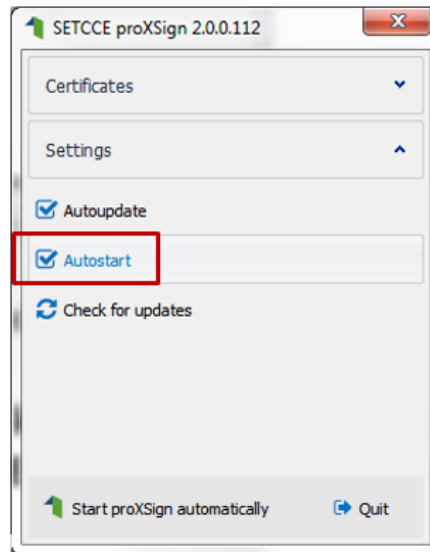 SETCCE proXSign 2.0.0.112
Certificates
Settings
Autoupdate
Autostart
Check for updates
Start proXSign automatically
Quit